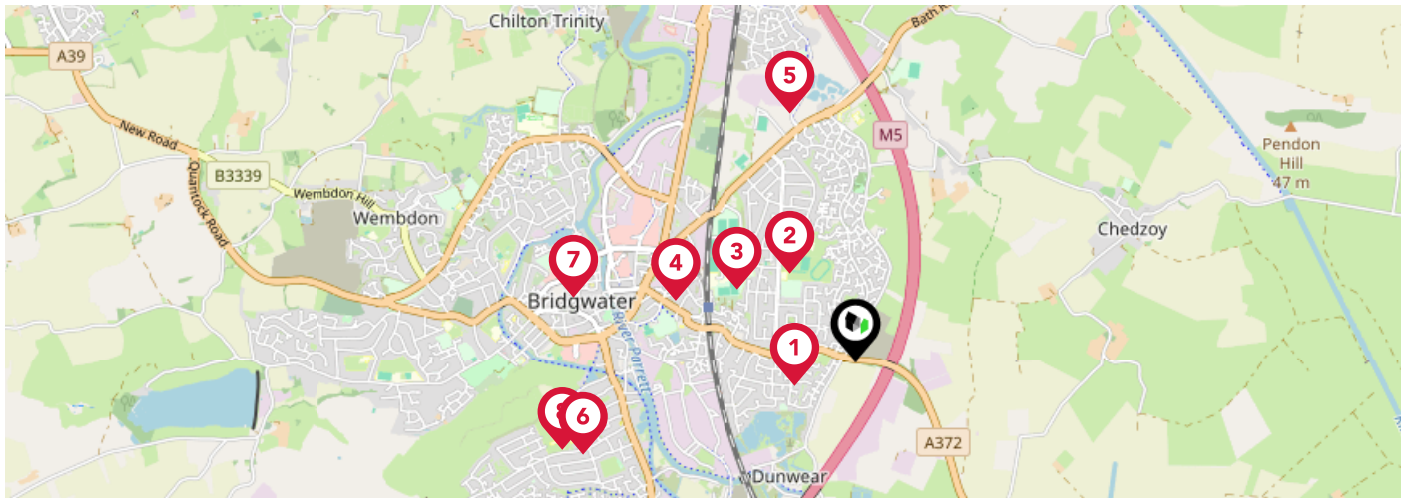 Chilton Trinity
Bath R
A39
5
New Road
M5
Pendon
Hill
47 m
B3339
Quantock Road
Wembdon Hill
Wembdon
Chedzoy
2
3
7
4
Bridgwater
River Parrett
1
6
A372
Dunwear